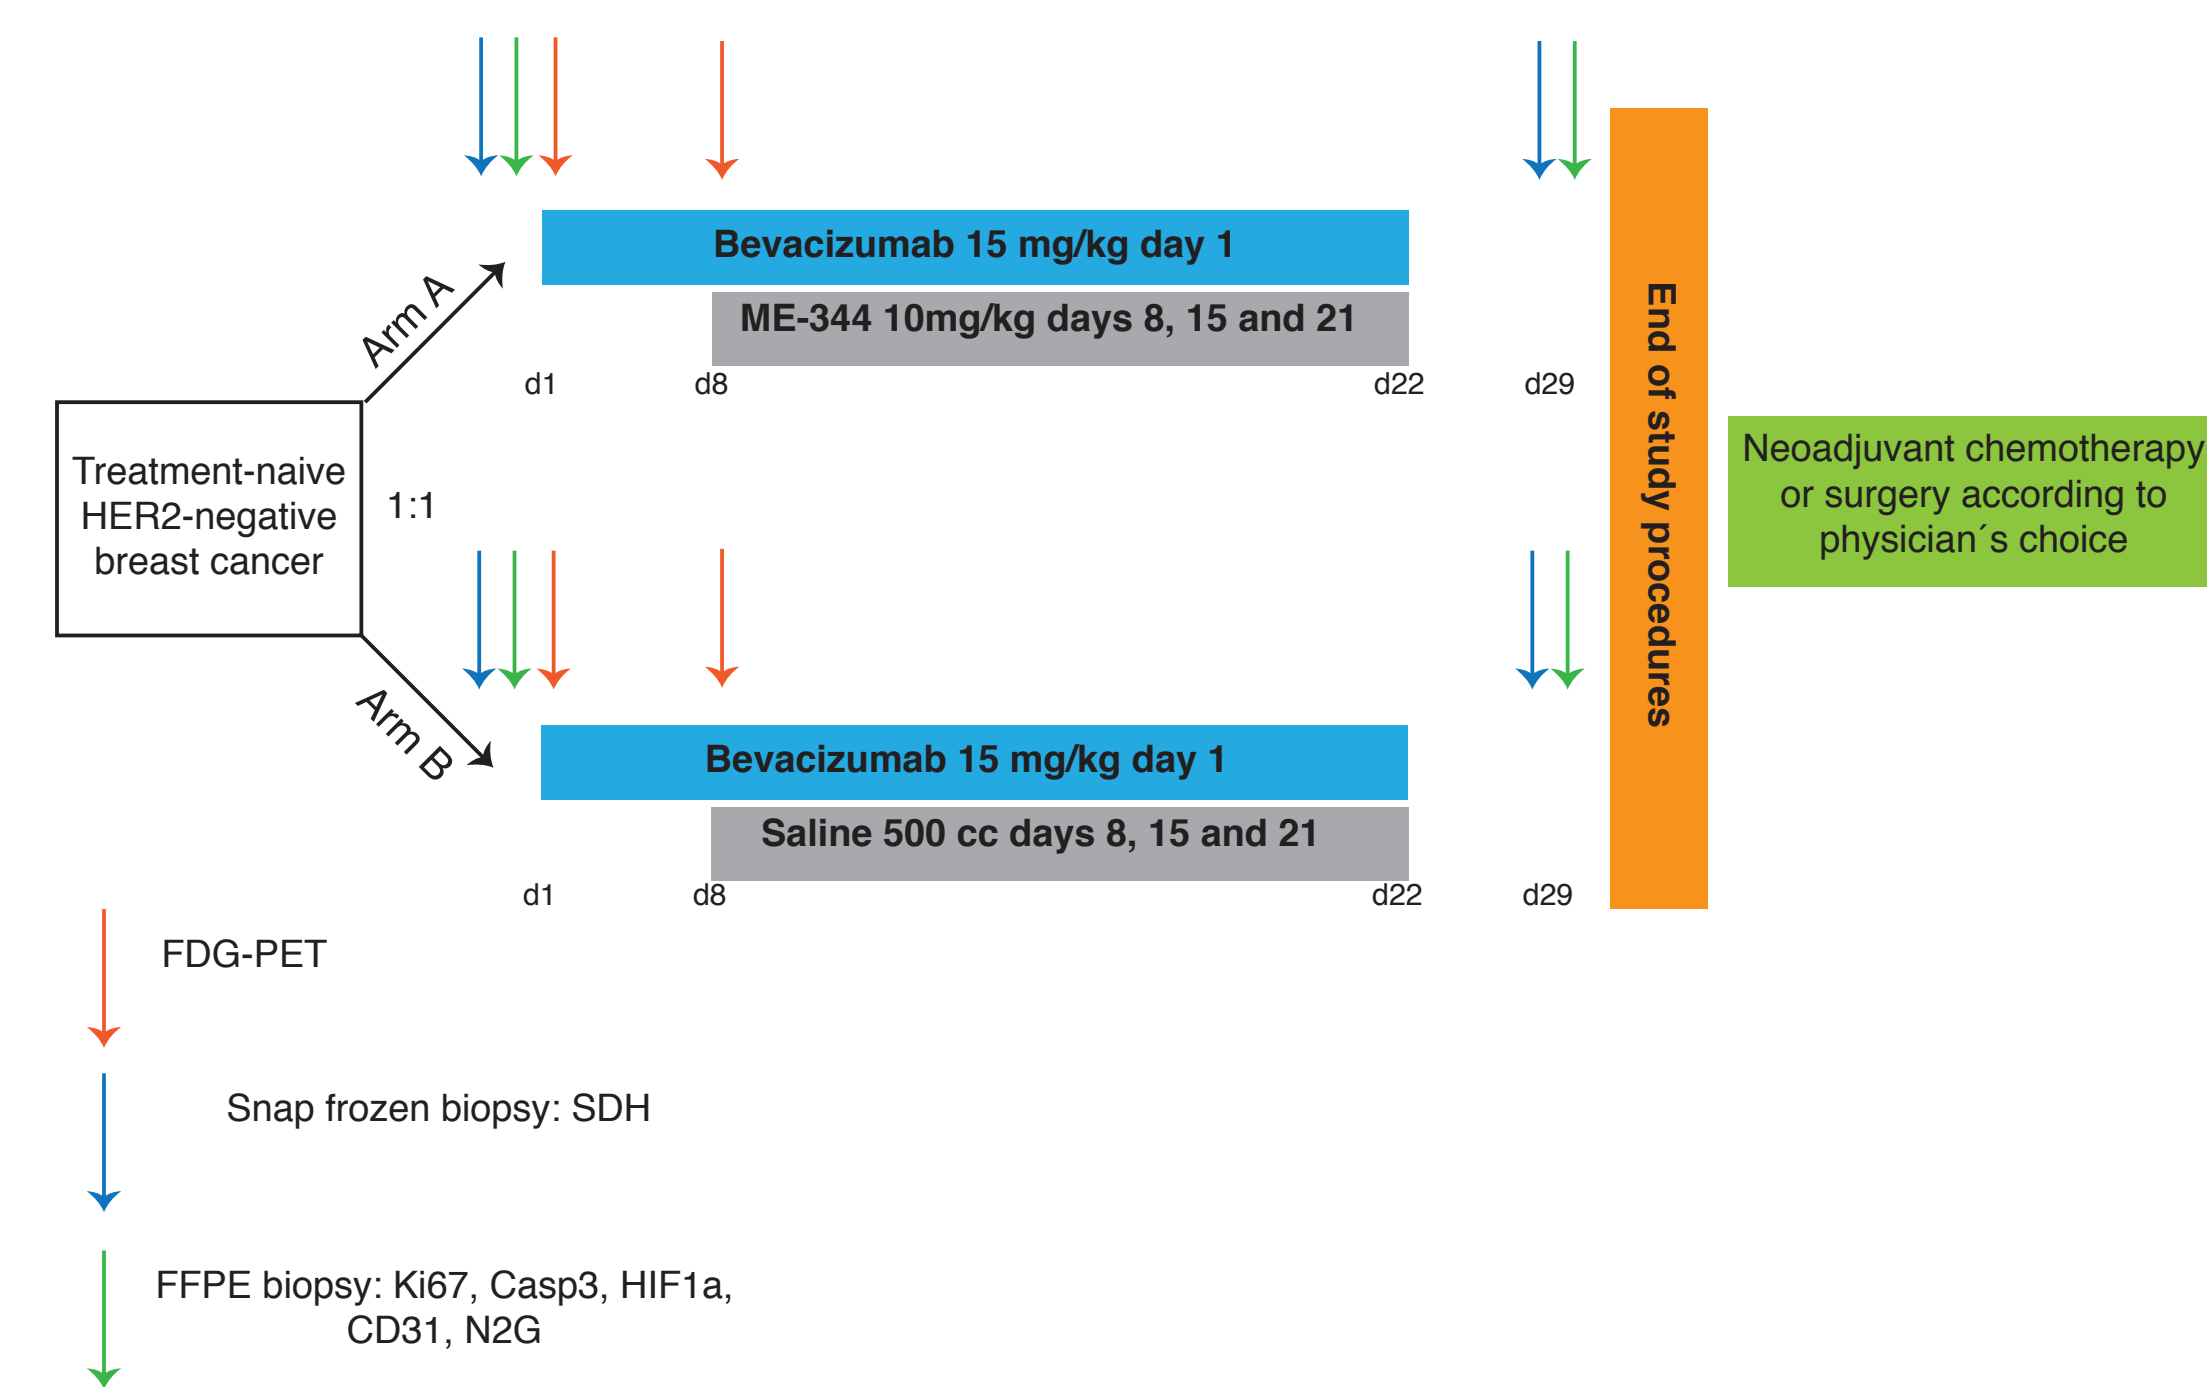 Arm A
Bevacizumab 15 mg/kg day 1
ME-344 10mg/kg days 8, 15 and 21
d1
d8
d22
d29
Treatment-naive
HER2-negative
breast cancer
1:1
End of study procedures
Neoadjuvant chemotherapy
or surgery according to
physician´s choice
Arm B
Bevacizumab 15 mg/kg day 1
Saline 500 cc days 8, 15 and 21
d1
d8
d22
d29
FDG-PET
Snap frozen biopsy: SDH
FFPE biopsy: Ki67, Casp3, HIF1a,
CD31, N2G